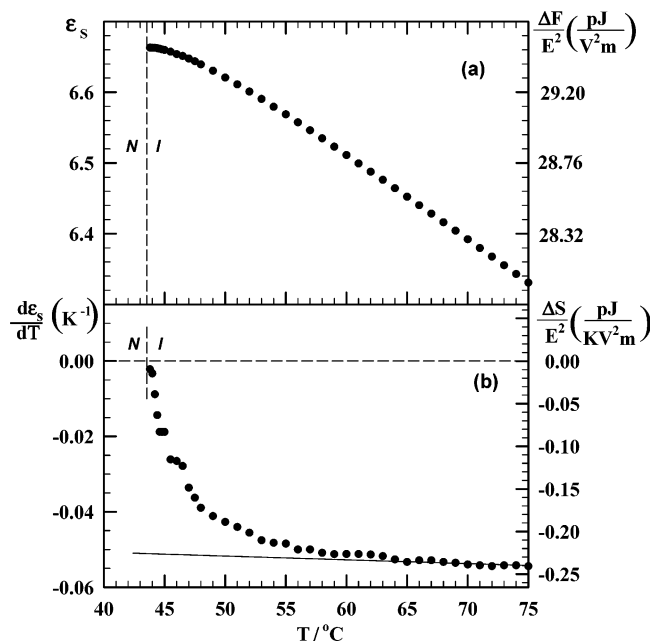 εS ΔF/E² (pJ/V²m)
(a)
6.6 29.20
N I
6.5 28.76
6.4 28.32
dεs/dT (K⁻¹) ΔS/E² (pJ/KV²m)
N I
0.00 0.00
(b)
-0.05
-0.02
-0.10
-0.15
-0.04
-0.20
-0.06 -0.25
40 45 50 55 60 65 70 75
T / °C